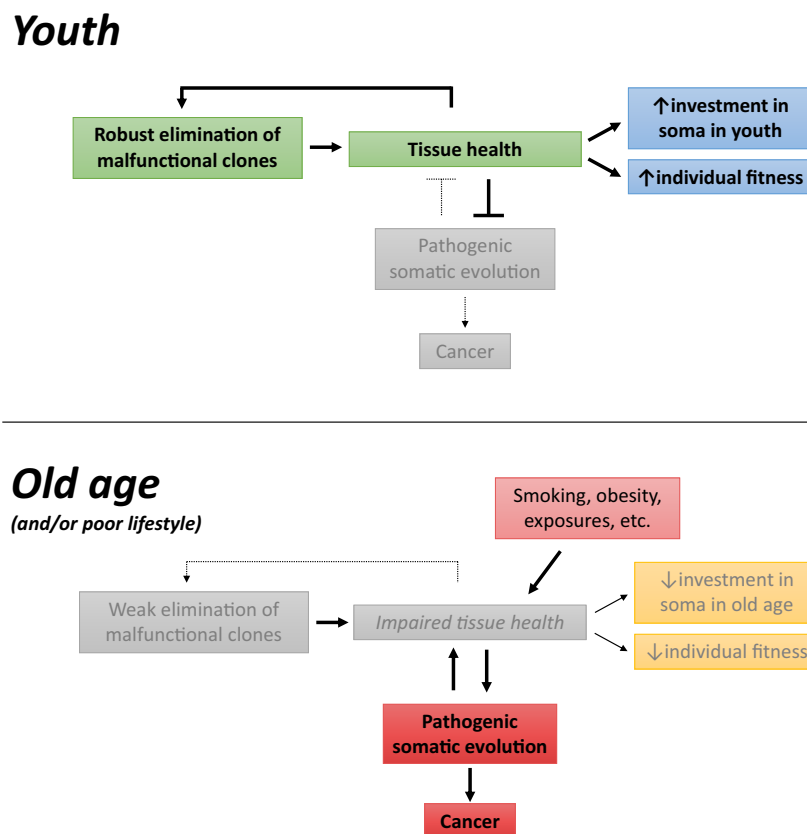 Youth
Robust elimination of
malfunctional clones
Tissue health
↑investment in
soma in youth
↑individual fitness
Pathogenic
somatic evolution
Cancer
Old age
(and/or poor lifestyle)
Smoking, obesity,
exposures, etc.
Weak elimination of
malfunctional clones
Impaired tissue health
↓investment in
soma in old age
↓individual fitness
Pathogenic
somatic evolution
Cancer